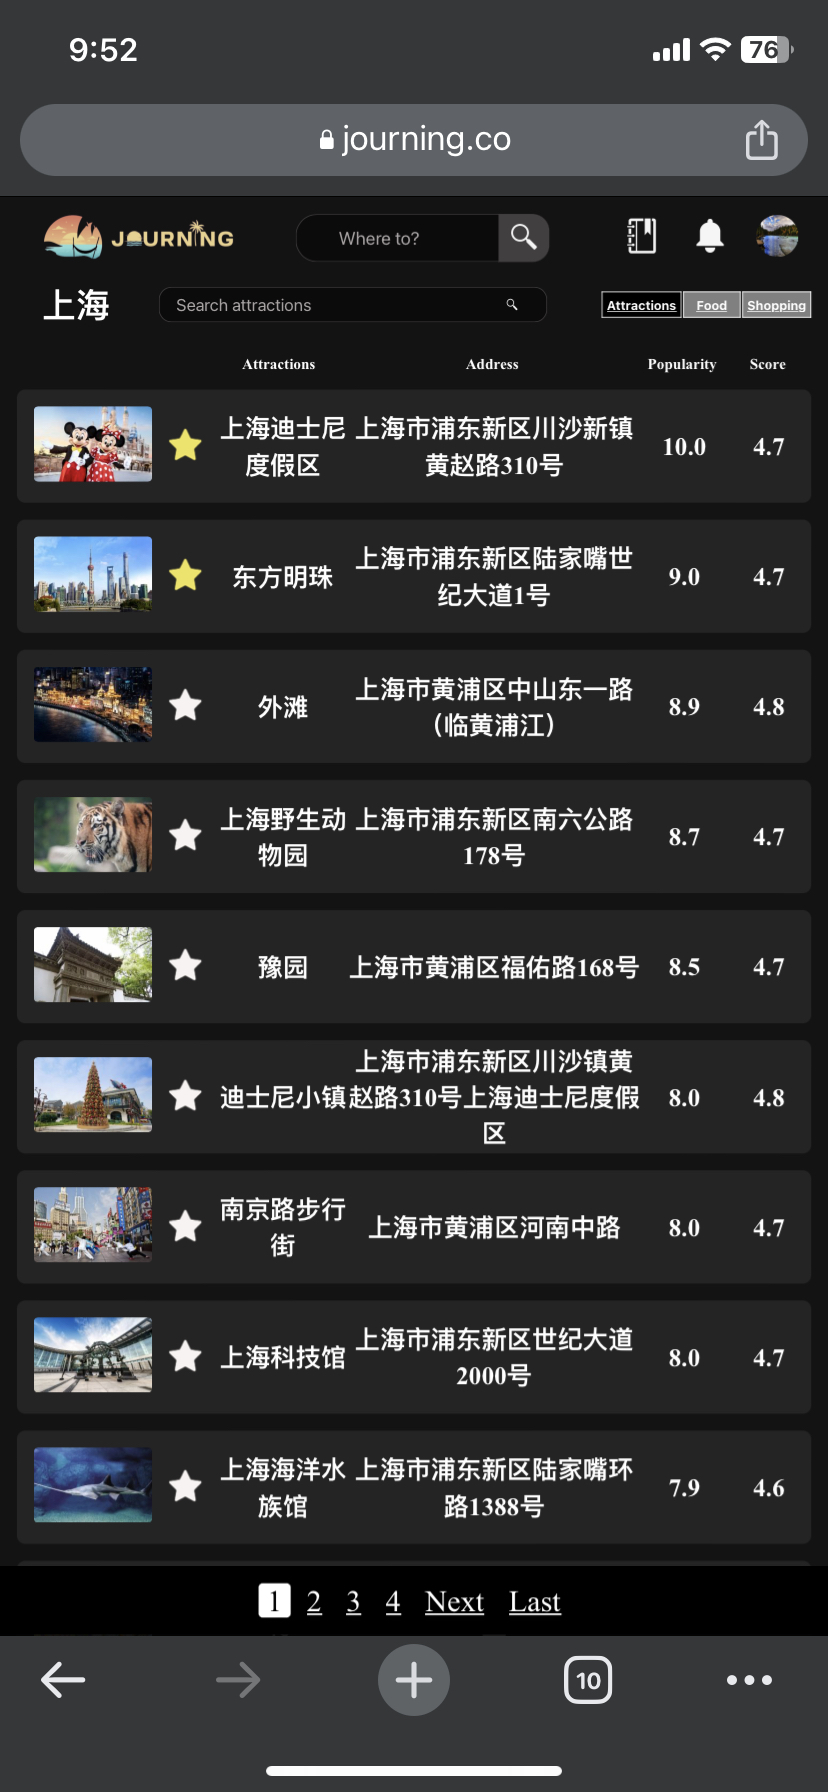 9:52
76
journing.co
JOURNING
Where to?
上海
Search attractions
Attractions
Food
Shopping
Attractions
Address
Popularity
Score
上海迪士尼
度假区
上海市浦东新区川沙新镇
黄赵路310号
10.0
4.7
东方明珠
上海市浦东新区陆家嘴世
纪大道1号
9.0
4.7
外滩
上海市黄浦区中山东一路
（临黄浦江）
8.9
4.8
上海野生动
物园
上海市浦东新区南六公路
178号
8.7
4.7
豫园
上海市黄浦区福佑路168号
8.5
4.7
迪士尼小镇
上海市浦东新区川沙镇黄
赵路310号上海迪士尼度假
区
8.0
4.8
南京路步行
街
上海市黄浦区河南中路
8.0
4.7
上海科技馆
上海市浦东新区世纪大道
2000号
8.0
4.7
上海海洋水
族馆
上海市浦东新区陆家嘴环
路1388号
7.9
4.6
1 2 3 4 Next Last
10